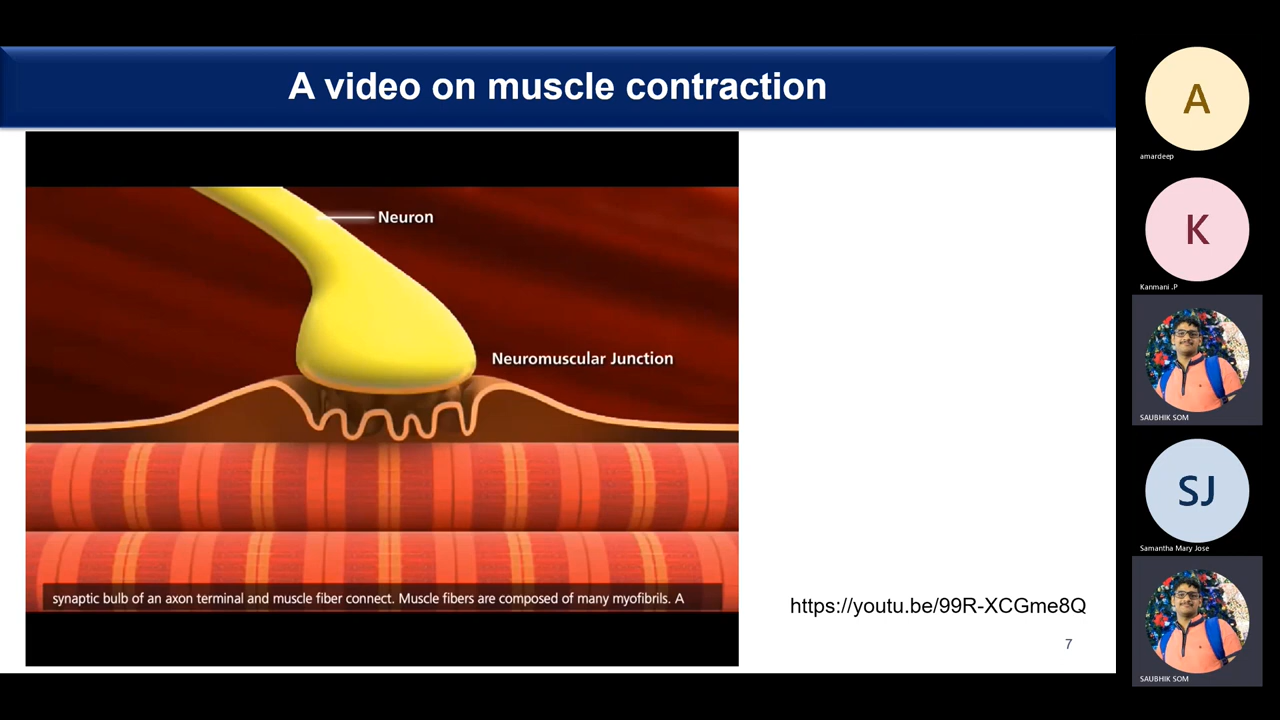 A video on muscle contraction
Neuron
Neuromuscular Junction
synaptic bulb of an axon terminal and muscle fiber connect. Muscle fibers are composed of many myofibrils. A
https://youtu.be/99R-XCGme8Q
7
A
amardeep
K
Kanmani .P
SAUBHIK SOM
SJ
Samantha Mary Jose
SAUBHIK SOM